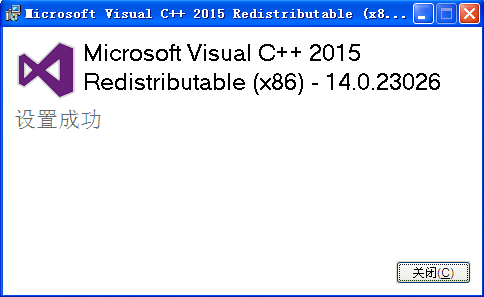 Microsoft Visual C++ 2015 Redistributable (x8...
Microsoft Visual C++ 2015
Redistributable (x86) - 14.0.23026
设置成功
关闭(C)